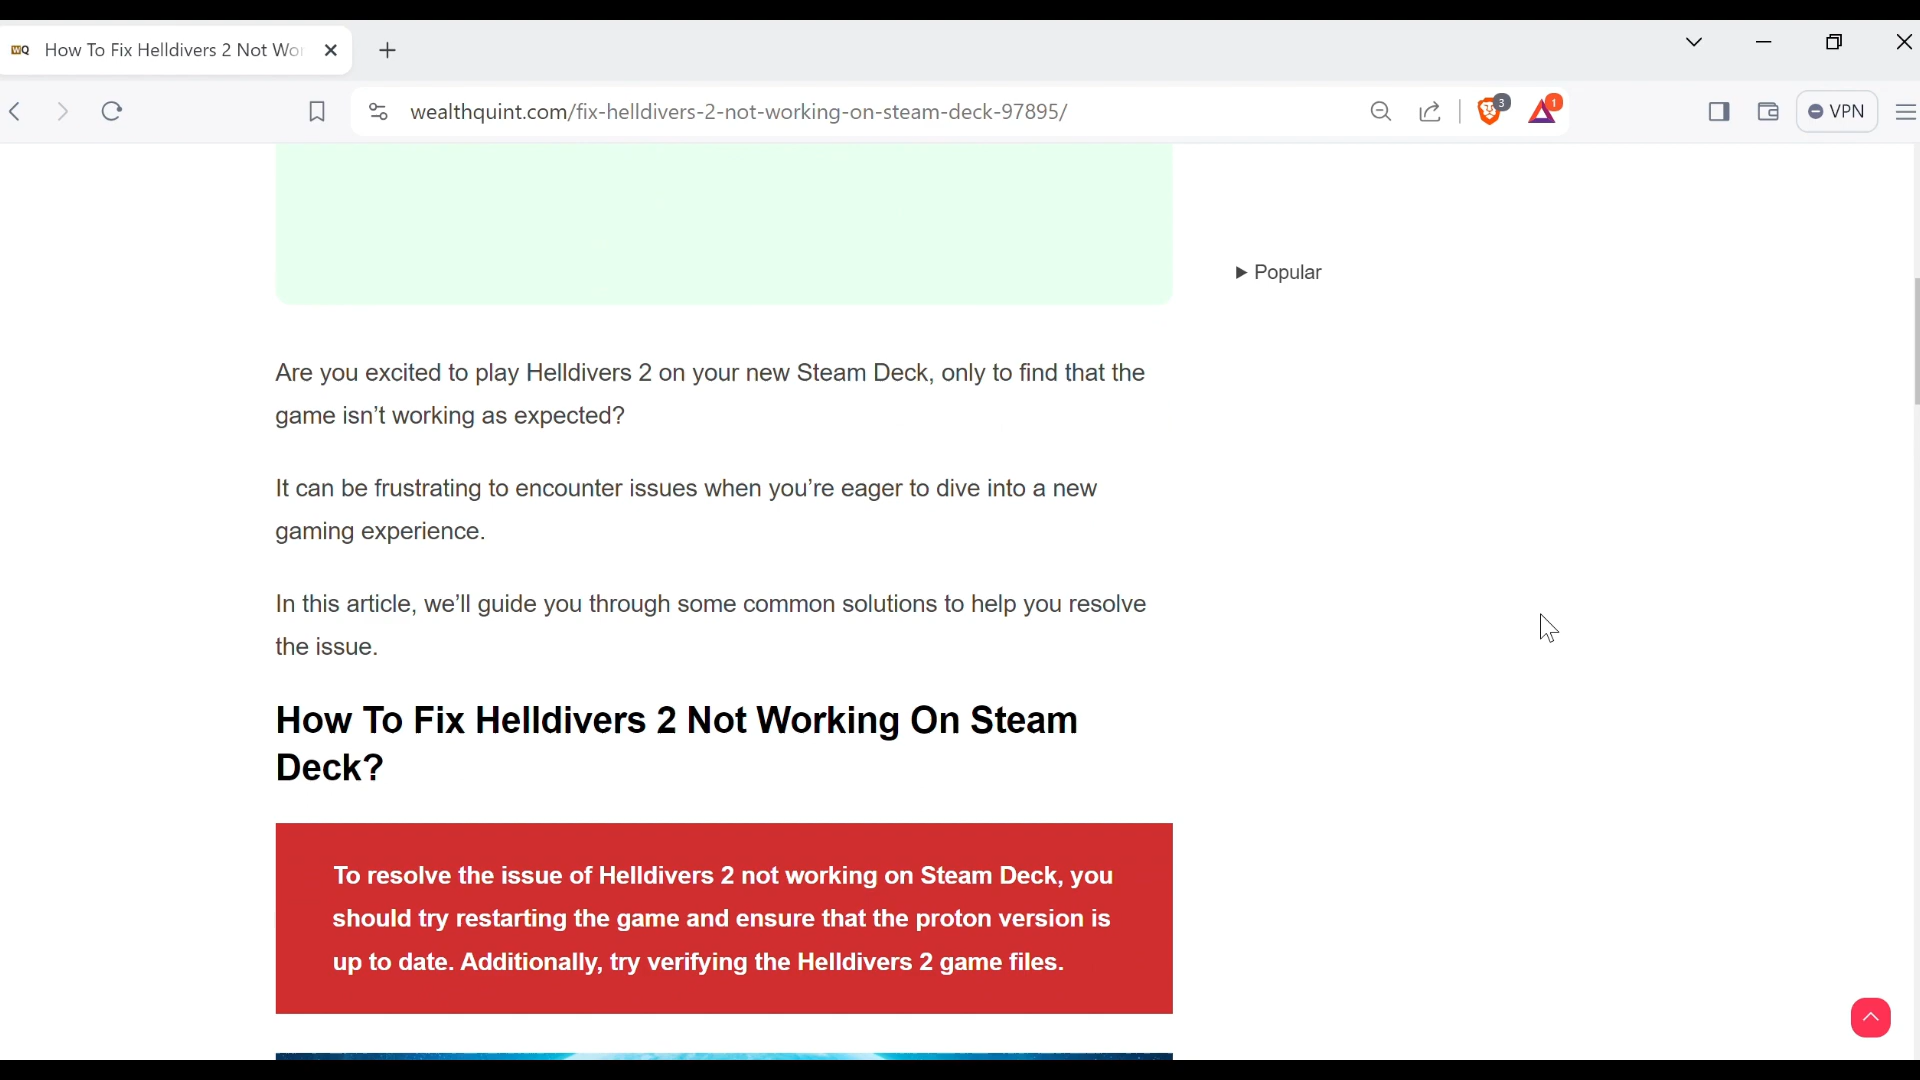 WQ How To Fix Helldivers 2 Not Wor
wealthquint.com/fix-helldivers-2-not-working-on-steam-deck-97895/
3
1
VPN
▶ Popular
Are you excited to play Helldivers 2 on your new Steam Deck, only to find that the
game isn't working as expected?
It can be frustrating to encounter issues when you're eager to dive into a new
gaming experience.
In this article, we'll guide you through some common solutions to help you resolve
the issue.
How To Fix Helldivers 2 Not Working On Steam
Deck?
To resolve the issue of Helldivers 2 not working on Steam Deck, you
should try restarting the game and ensure that the proton version is
up to date. Additionally, try verifying the Helldivers 2 game files.